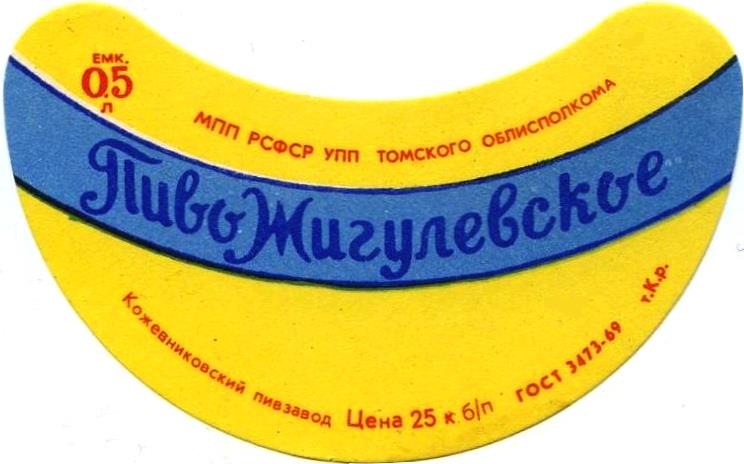 ЕМК.
0,5
Л
МПП РСФСР УПП ТОМСКОГО ОБЛИСПОЛКОМА
Пиво Жигулевское
Кожевниковский пивзавод Цена 25 к. б/п ГОСТ 3473-69 т.К.р.